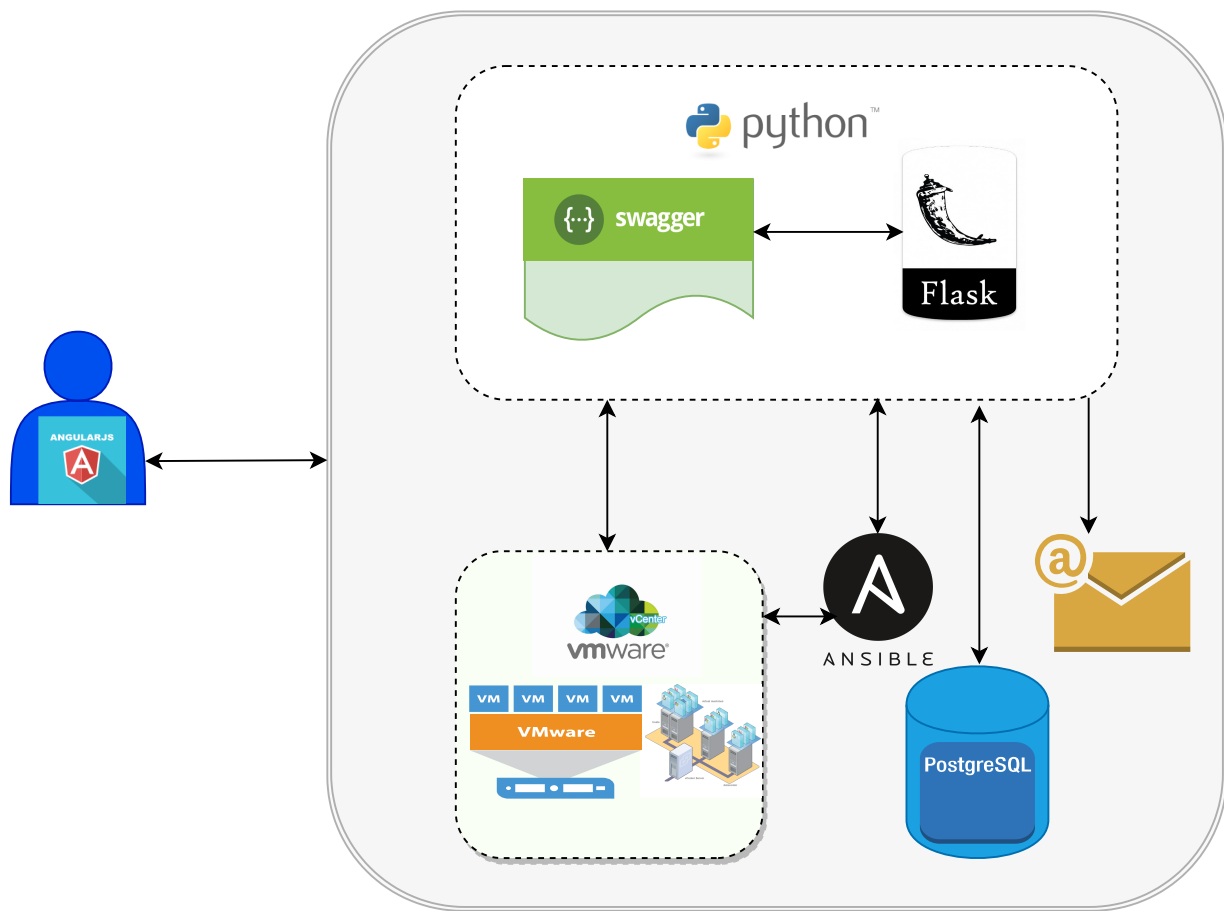 python™
{···} swagger
Flask
ANGULARJS
A
vCenter
vmware®
ANSIBLE
@
VM VM VM VM
VMware
PostgreSQL